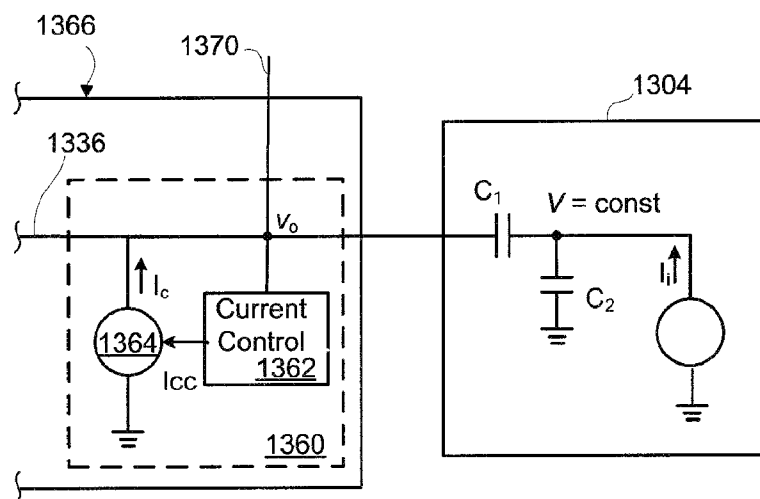 1370
1366
1304
1336
C1
V = const
vo
Ic
Ii
C2
Current
Control
1362
1364
Icc
1360